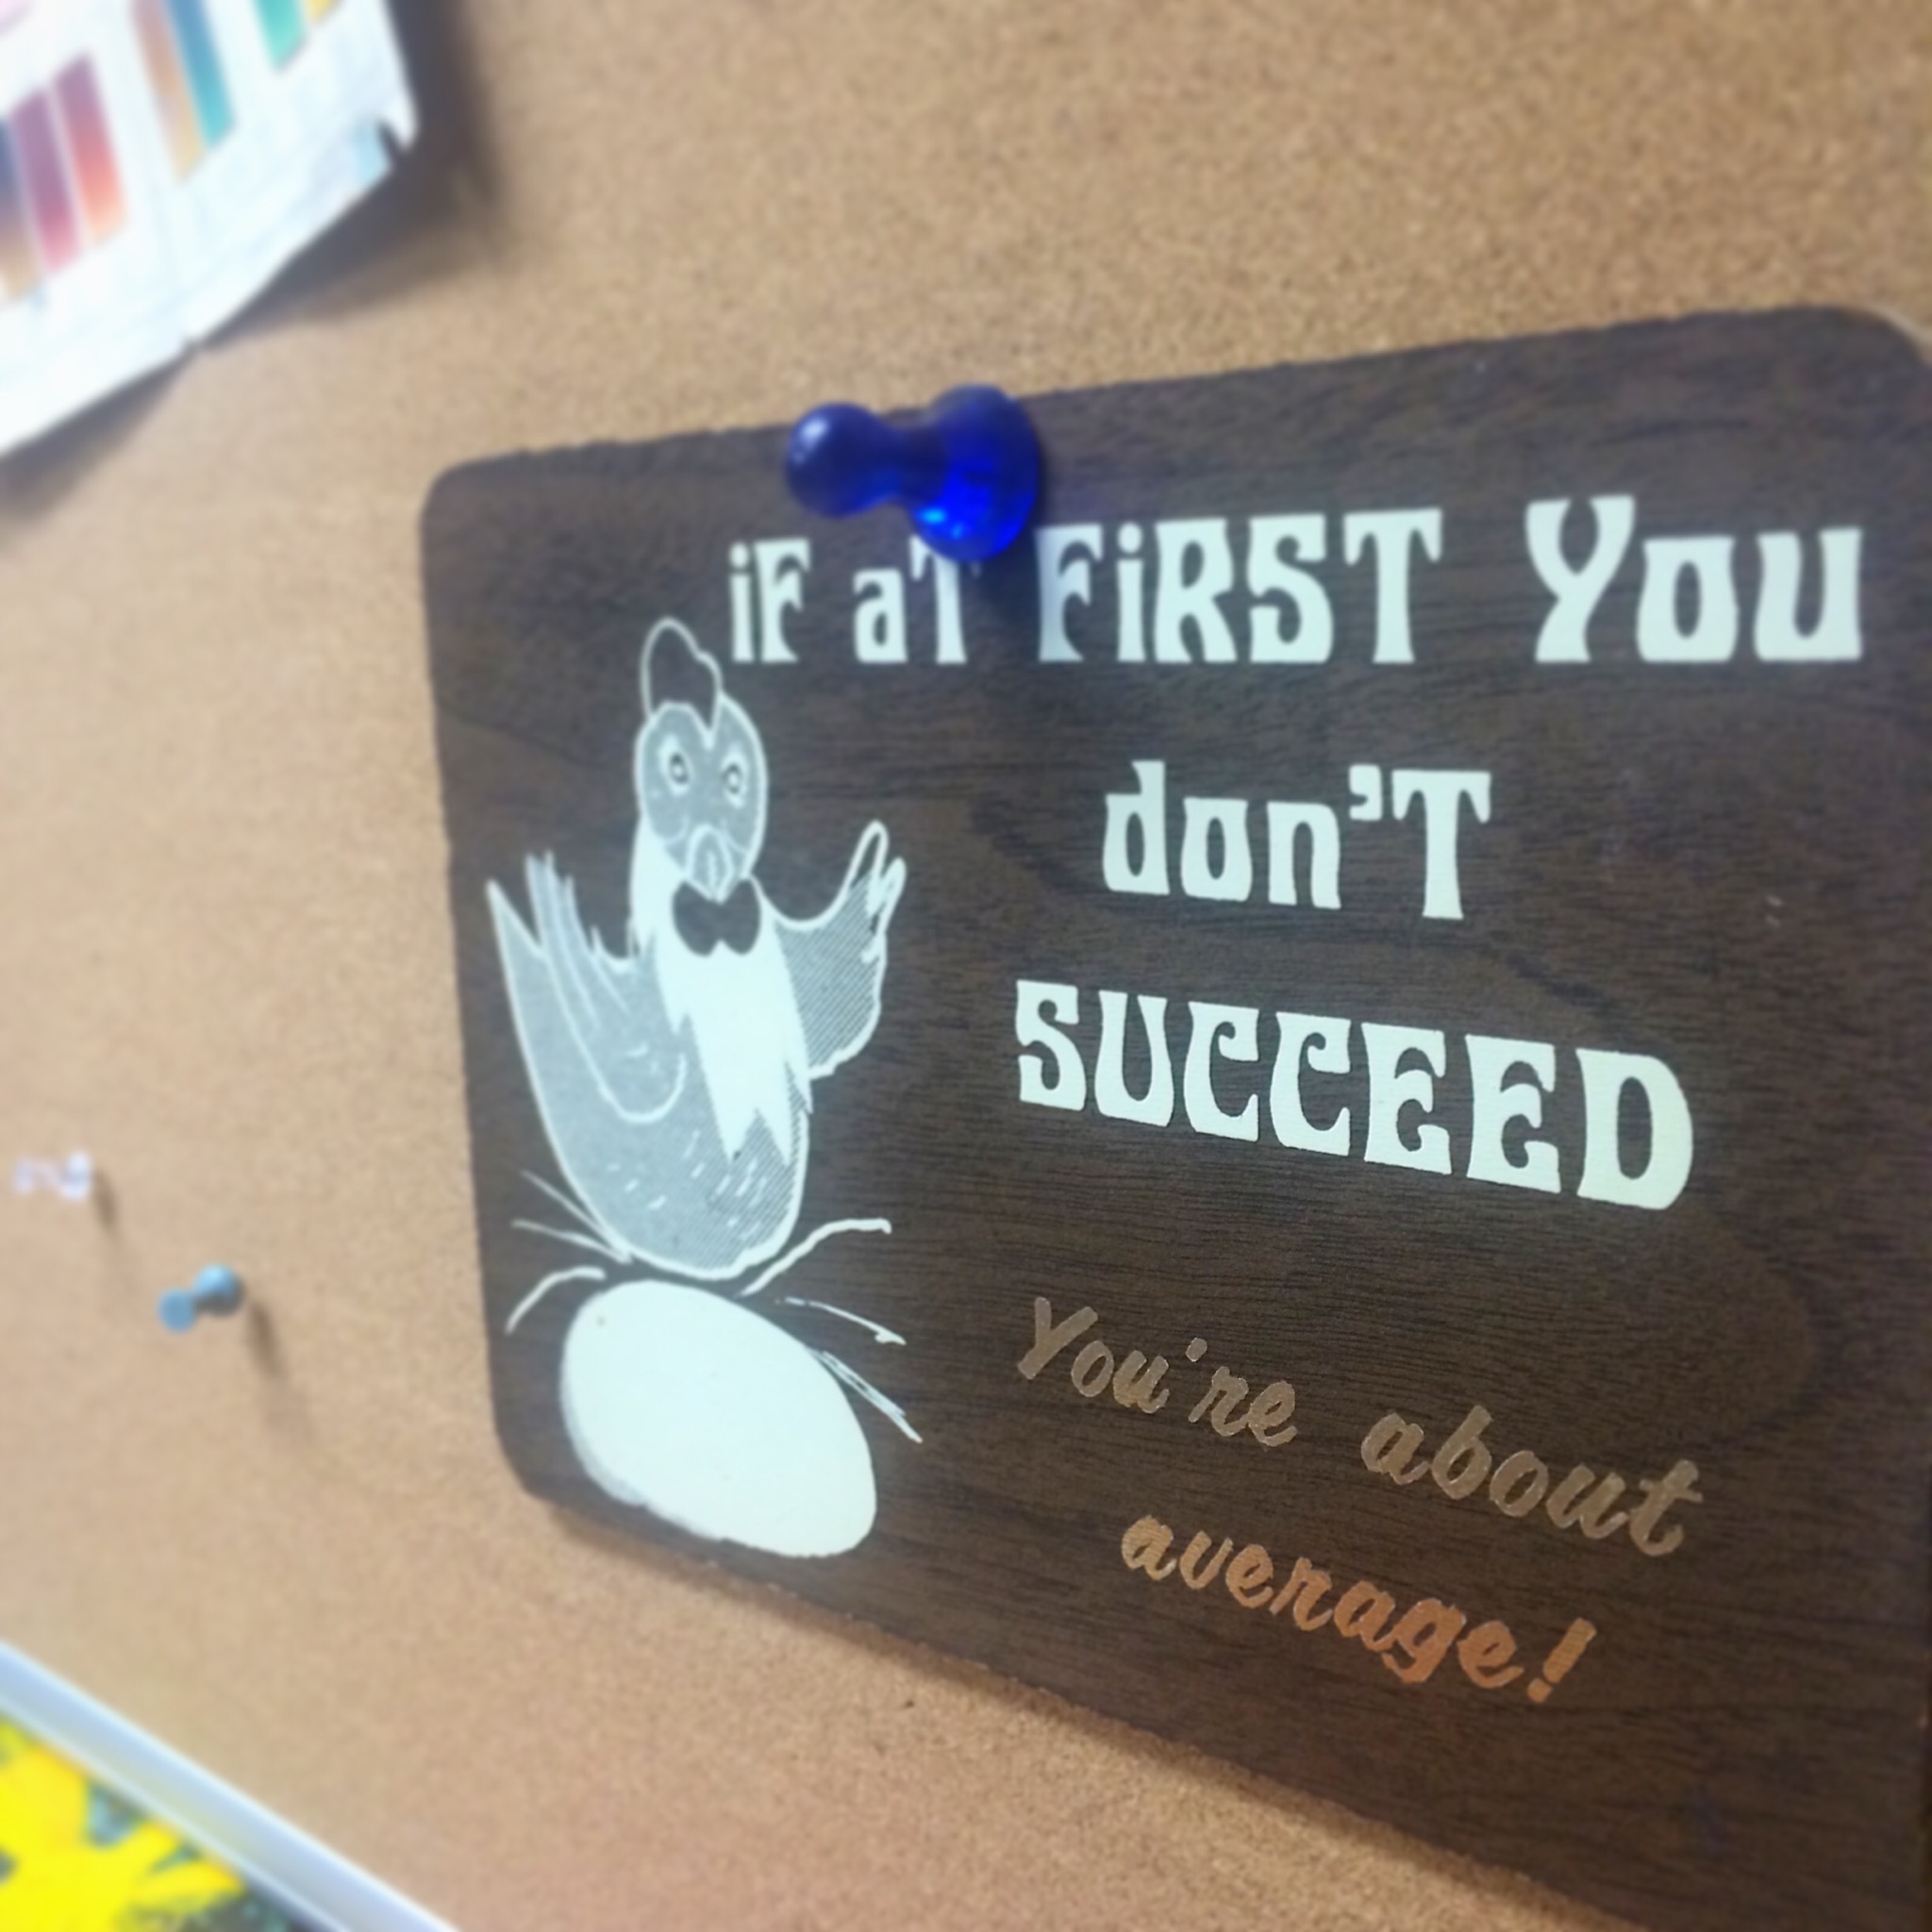 iF aT FiRST You
don'T
SUCCEED
You're about
average!